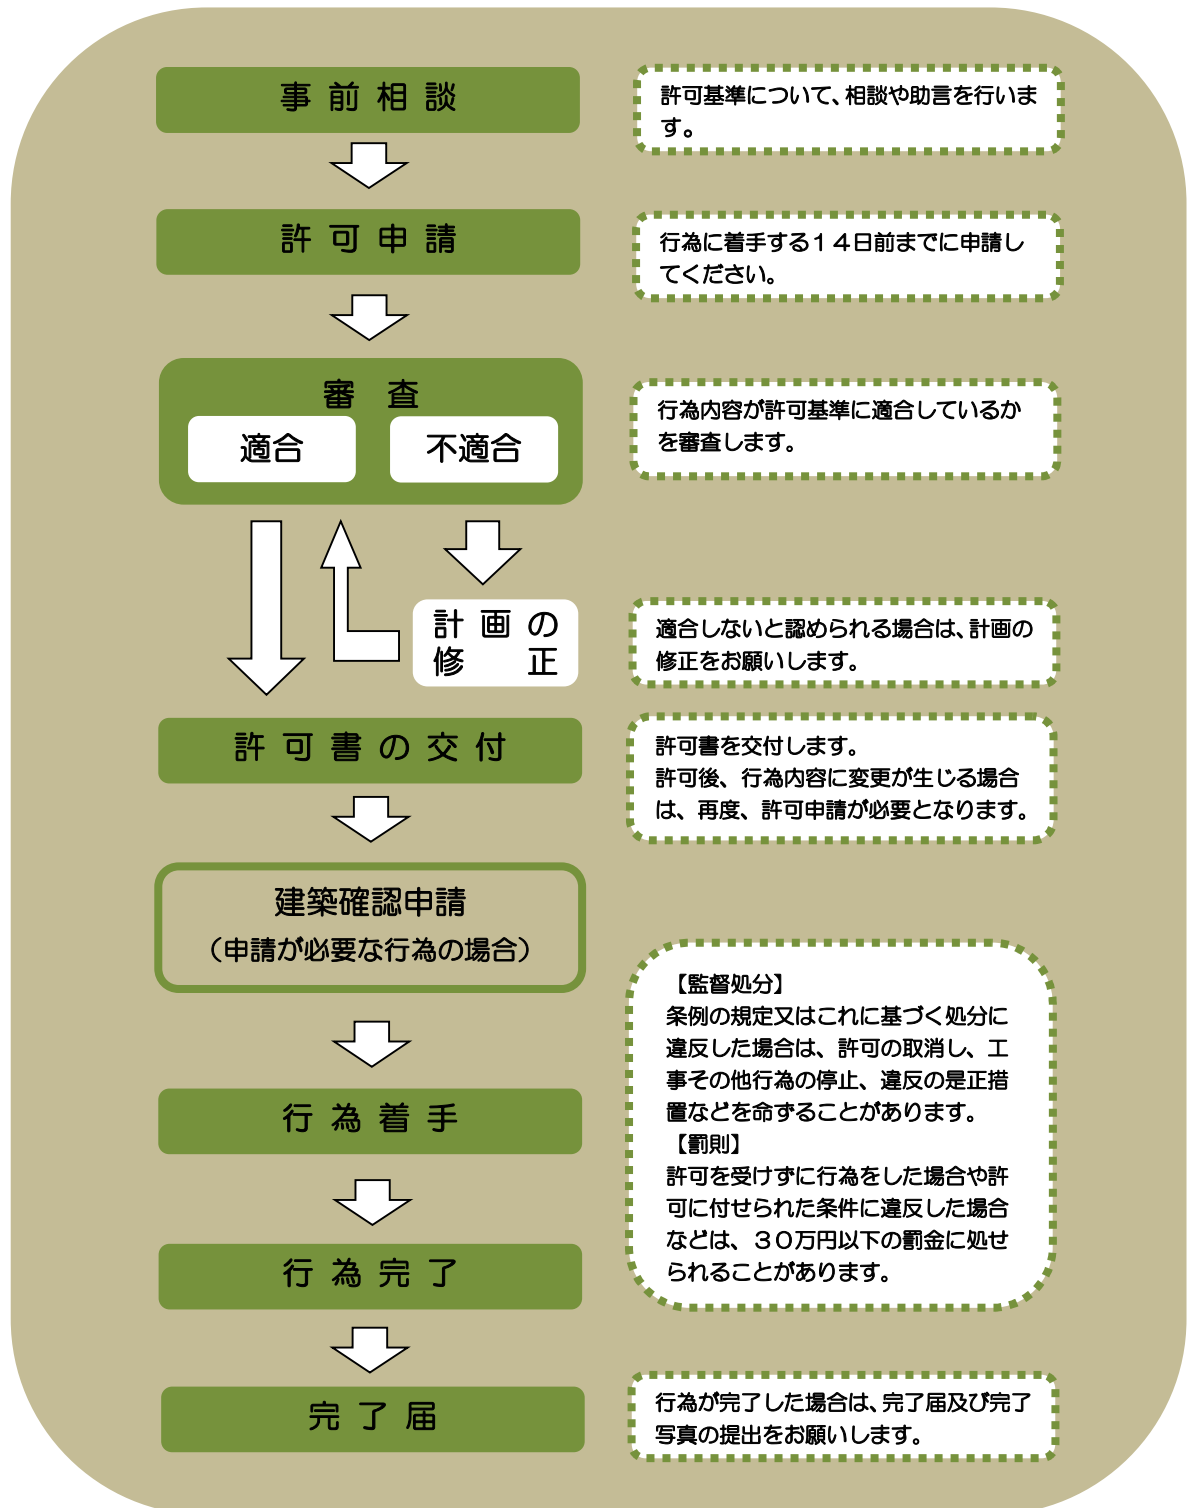 事前相談
許可基準について、相談や助言を行いま
す。
許可申請
行為に着手する１４日前までに申請し
てください。
審 査
適合
不適合
行為内容が許可基準に適合しているか
を審査します。
計画の
修 正
適合しないと認められる場合は、計画の
修正をお願いします。
許可書の交付
許可書を交付します。
許可後、行為内容に変更が生じる場合
は、再度、許可申請が必要となります。
建築確認申請
（申請が必要な行為の場合）
【監督処分】
条例の規定又はこれに基づく処分に
違反した場合は、許可の取消し、工
事その他行為の停止、違反の是正措
置などを命ずることがあります。
【罰則】
許可を受けずに行為をした場合や許
可に付せられた条件に違反した場合
などは、３０万円以下の罰金に処せ
られることがあります。
行為着手
行為完了
完了届
行為が完了した場合は、完了届及び完了
写真の提出をお願いします。